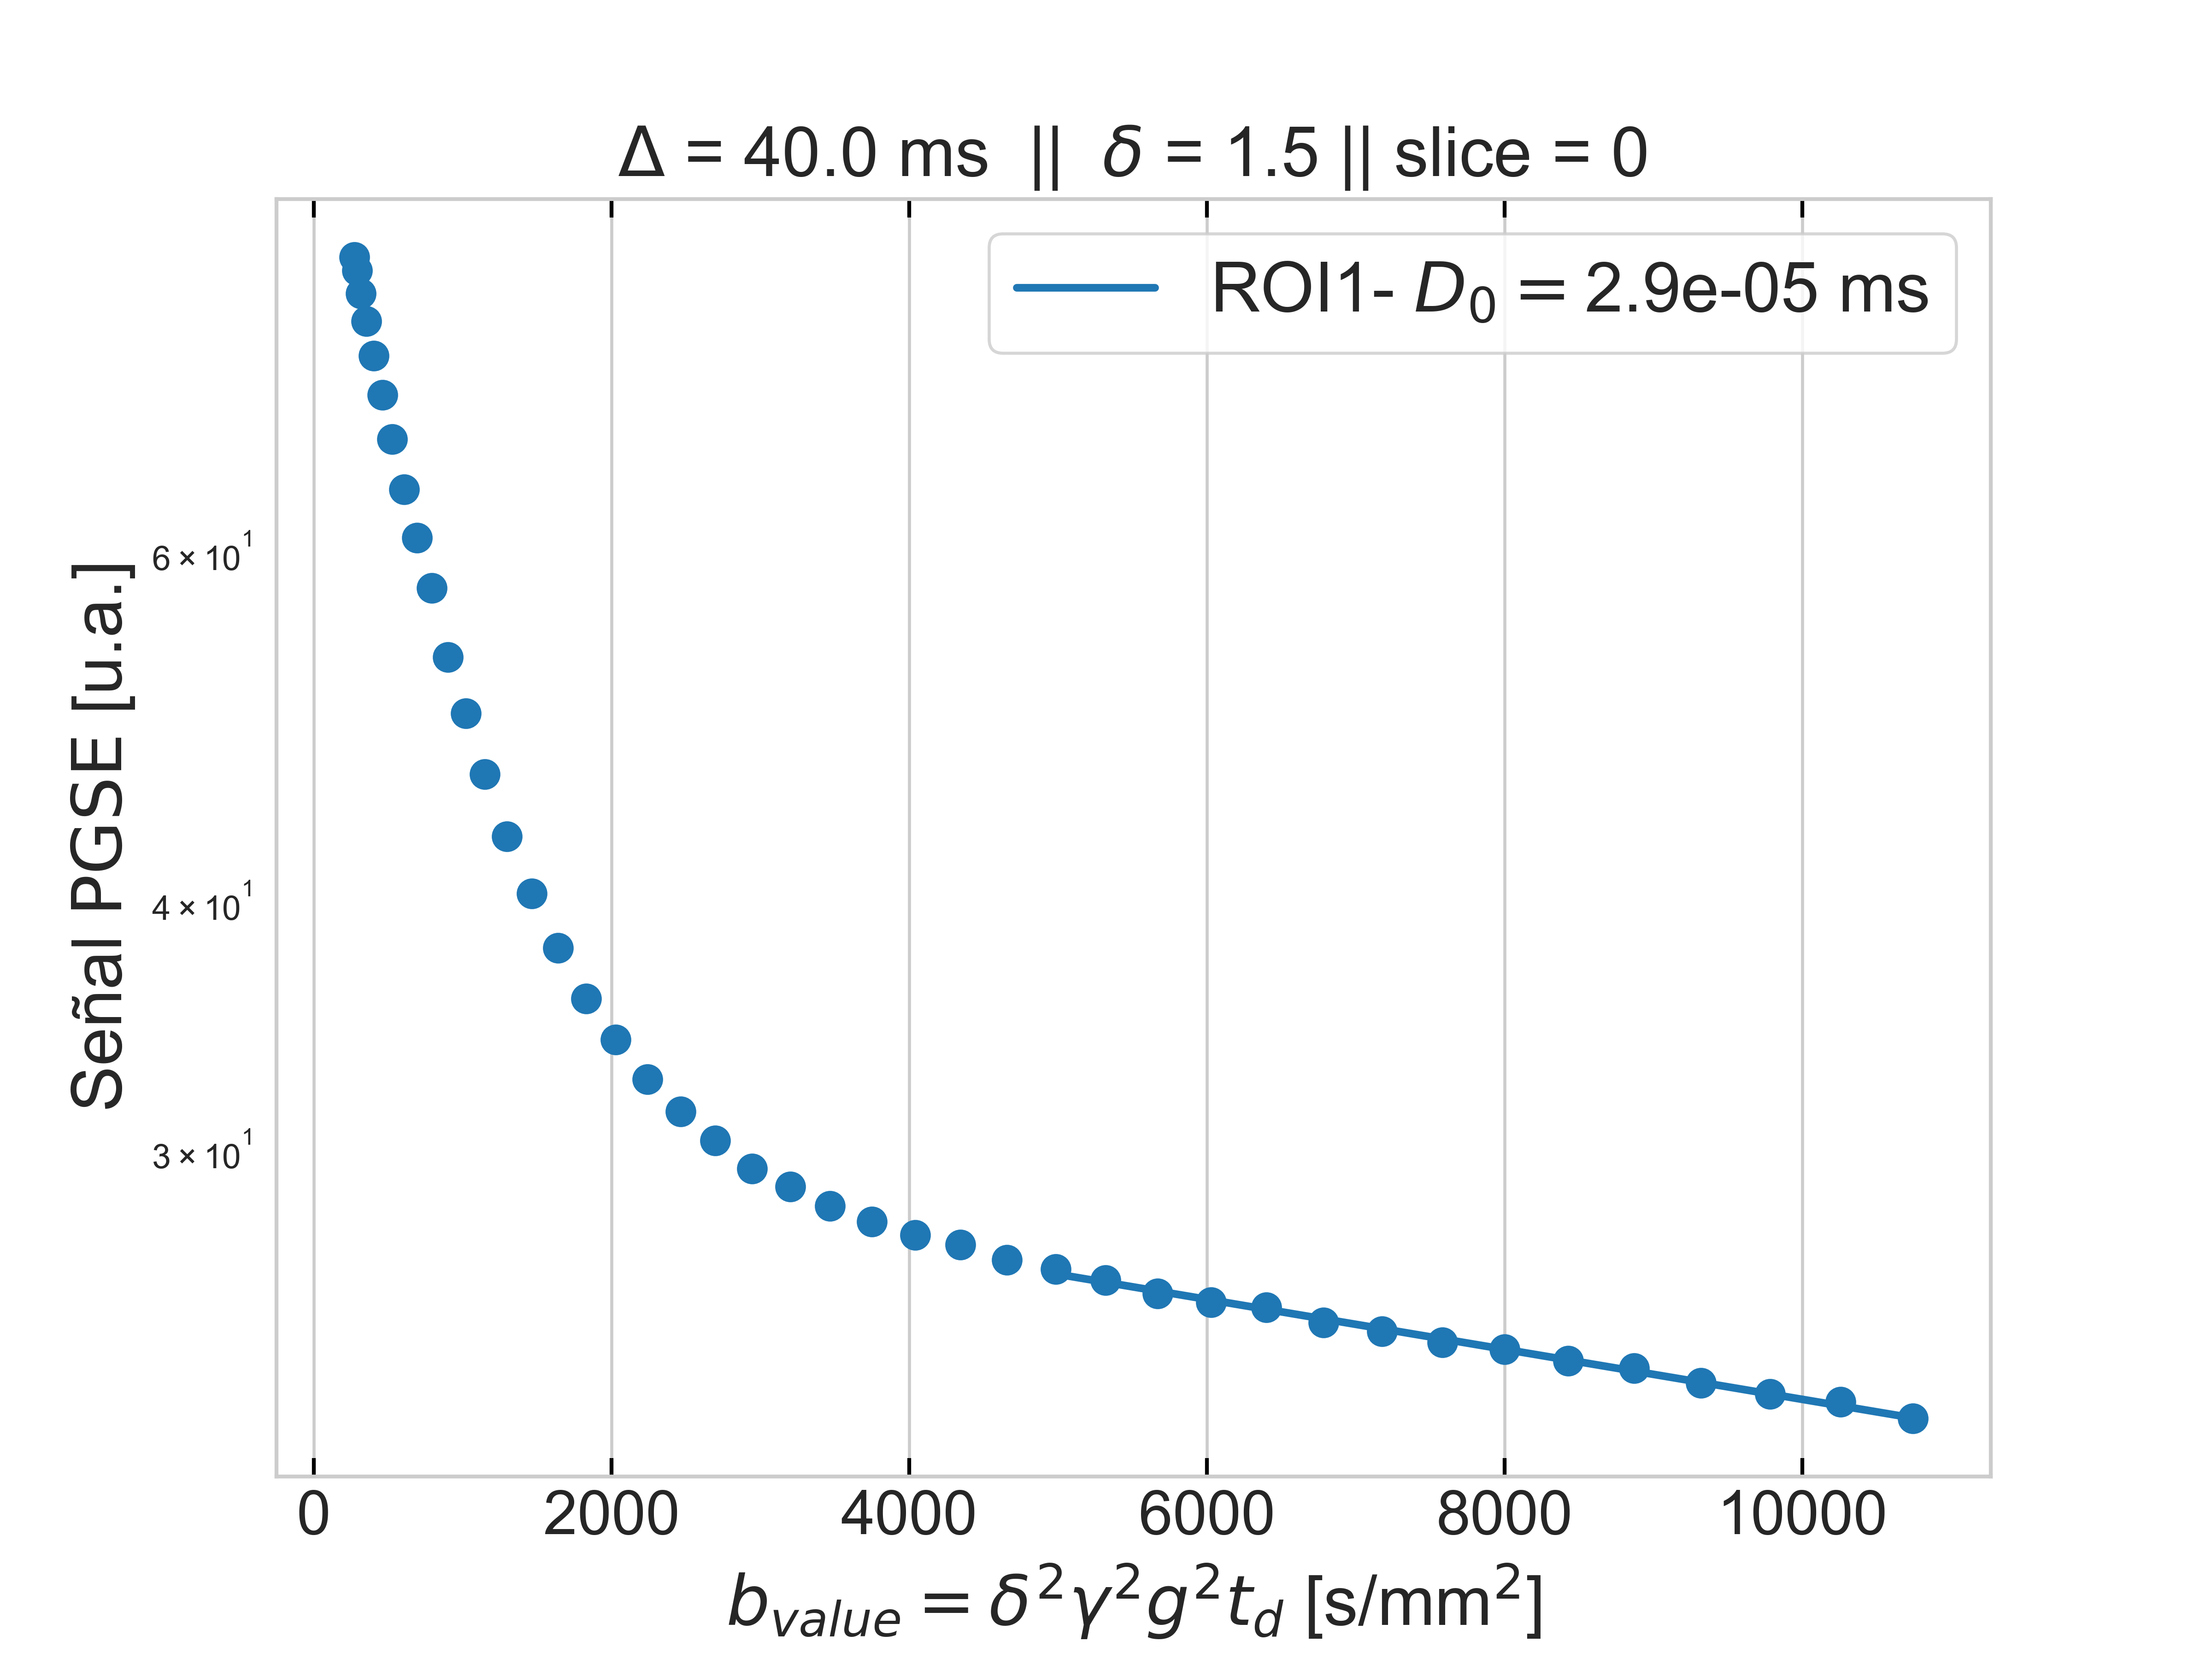 Δ = 40.0 ms || δ = 1.5 || slice = 0
ROI1- D₀ = 2.9e-05 ms
6 × 10¹
4 × 10¹
3 × 10¹
Señal PGSE [u.a.]
0 2000 4000 6000 8000 10000
b_value = δ²γ²g²t_d [s/mm²]